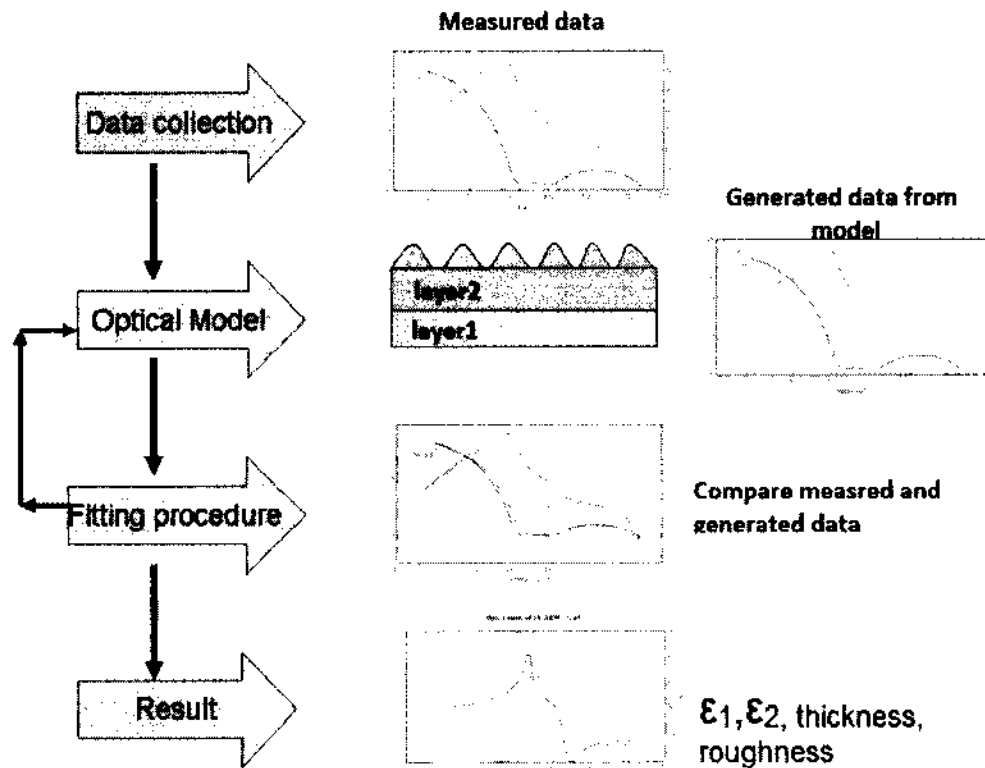 Measured data
Data collection
Generated data from
model
layer2
layer1
Optical Model
Fitting procedure
Compare measred and
generated data
Result
ε1,ε2, thickness,
roughness